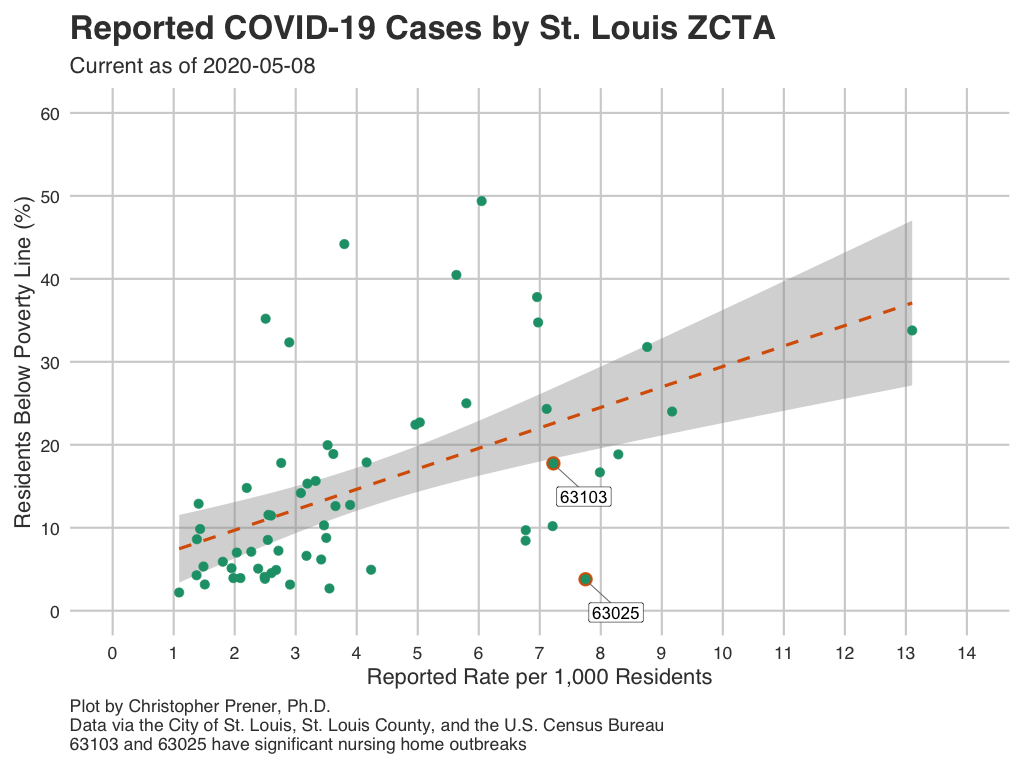 Reported COVID-19 Cases by St. Louis ZCTA
Current as of 2020-05-08
60
50
40
30
20
10
0
Residents Below Poverty Line (%)
63103
63025
0 1 2 3 4 5 6 7 8 9 10 11 12 13 14
Reported Rate per 1,000 Residents
Plot by Christopher Prener, Ph.D.
Data via the City of St. Louis, St. Louis County, and the U.S. Census Bureau
63103 and 63025 have significant nursing home outbreaks